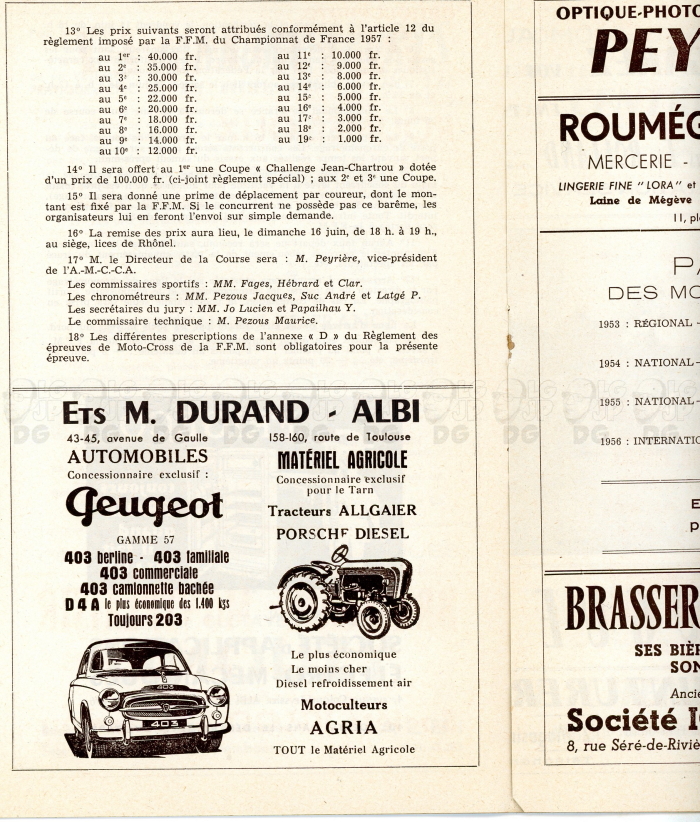 13° Les prix suivants seront attribués conformément à l'article 12 du
règlement imposé par la F.F.M. du Championnat de France 1957 :
au 1er : 40.000 fr.
au 2e : 35.000 fr.
au 3e : 30.000 fr.
au 4e : 25.000 fr.
au 5e : 22.000 fr.
au 6e : 20.000 fr.
au 7e : 18.000 fr.
au 8e : 16.000 fr.
au 9e : 14.000 fr.
au 10e : 12.000 fr.
au 11e : 10.000 fr.
au 12e : 9.000 fr.
au 13e : 8.000 fr.
au 14e : 6.000 fr.
au 15e : 5.000 fr.
au 16e : 4.000 fr.
au 17e : 3.000 fr.
au 18e : 2.000 fr.
au 19e : 1.000 fr.
14° Il sera offert au 1er une Coupe « Challenge Jean-Chartrou » dotée
d'un prix de 100.000 fr. (ci-joint règlement spécial) ; aux 2e et 3e une Coupe.
15° Il sera donné une prime de déplacement par coureur, dont le mon-
tant est fixé par la F.F.M. Si le concurrent ne possède pas ce barême, les
organisateurs lui en feront l'envoi sur simple demande.
16° La remise des prix aura lieu, le dimanche 16 juin, de 18 h. à 19 h.,
au siège, lices de Rhônel.
17° M. le Directeur de la Course sera : M. Peyrière, vice-président
de l'A.-M.-C.-C.A.
Les commissaires sportifs : MM. Fages, Hébrard et Clar.
Les chronométreurs : MM. Pezous Jacques, Suc André et Latgé P.
Les secrétaires du jury : MM. Jo Lucien et Papailhau Y.
Le commissaire technique : M. Pezous Maurice.
18° Les différentes prescriptions de l'annexe « D » du Règlement des
épreuves de Moto-Cross de la F.F.M. sont obligatoires pour la présente
épreuve.
ETS M. DURAND - ALBI
43-45, avenue de Gaulle
AUTOMOBILES
Concessionnaire exclusif :
Peugeot
GAMME 57
403 berline - 403 familiale
403 commerciale
403 camionnette bachée
D4A le plus économique des 1.400 kgs
Toujours 203
403
403
158-160, route de Toulouse
MATÉRIEL AGRICOLE
Concessionnaire exclusif
pour le Tarn
Tracteurs ALLGAIER
PORSCHE DIESEL
Le plus économique
Le moins cher
Diesel refroidissement air
Motoculteurs
AGRIA
TOUT le Matériel Agricole
OPTIQUE-PHOTO
PEY
ROUMÉG
MERCERIE -
LINGERIE FINE "LORA" et
Laine de Mégève
11, pl
PA
DES MO
1953 : RÉGIONAL -
1954 : NATIONAL -
1955 : NATIONAL -
1956 : INTERNATIO
E
P
BRASSER
SES BIÈR
SON
Ancie
Société I
8, rue Séré-de-Riviè